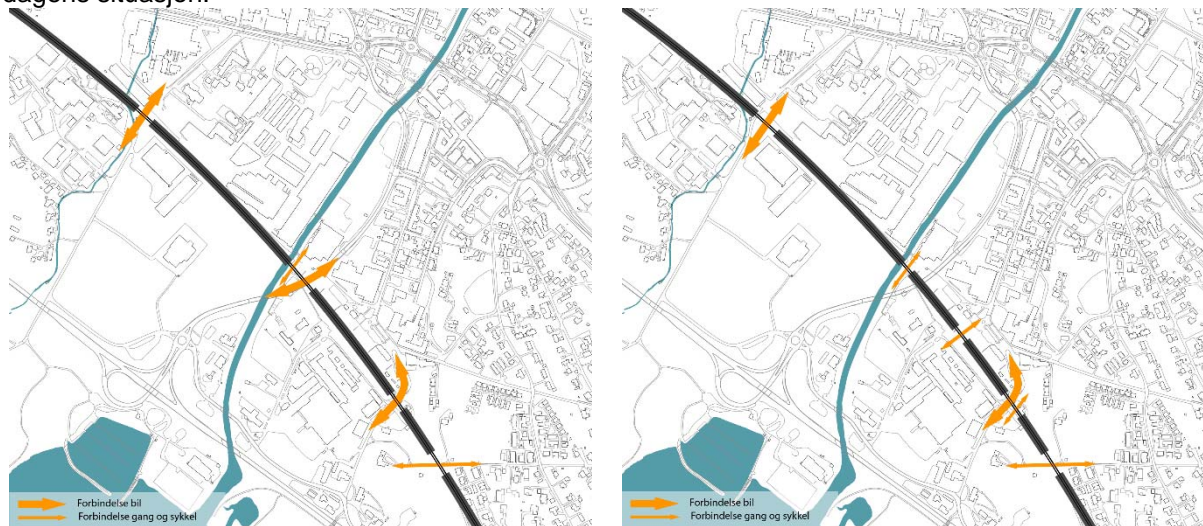 dagens situasjon.
Forbindelse bil
Forbindelse gang og sykkel
Forbindelse bil
Forbindelse gang og sykkel